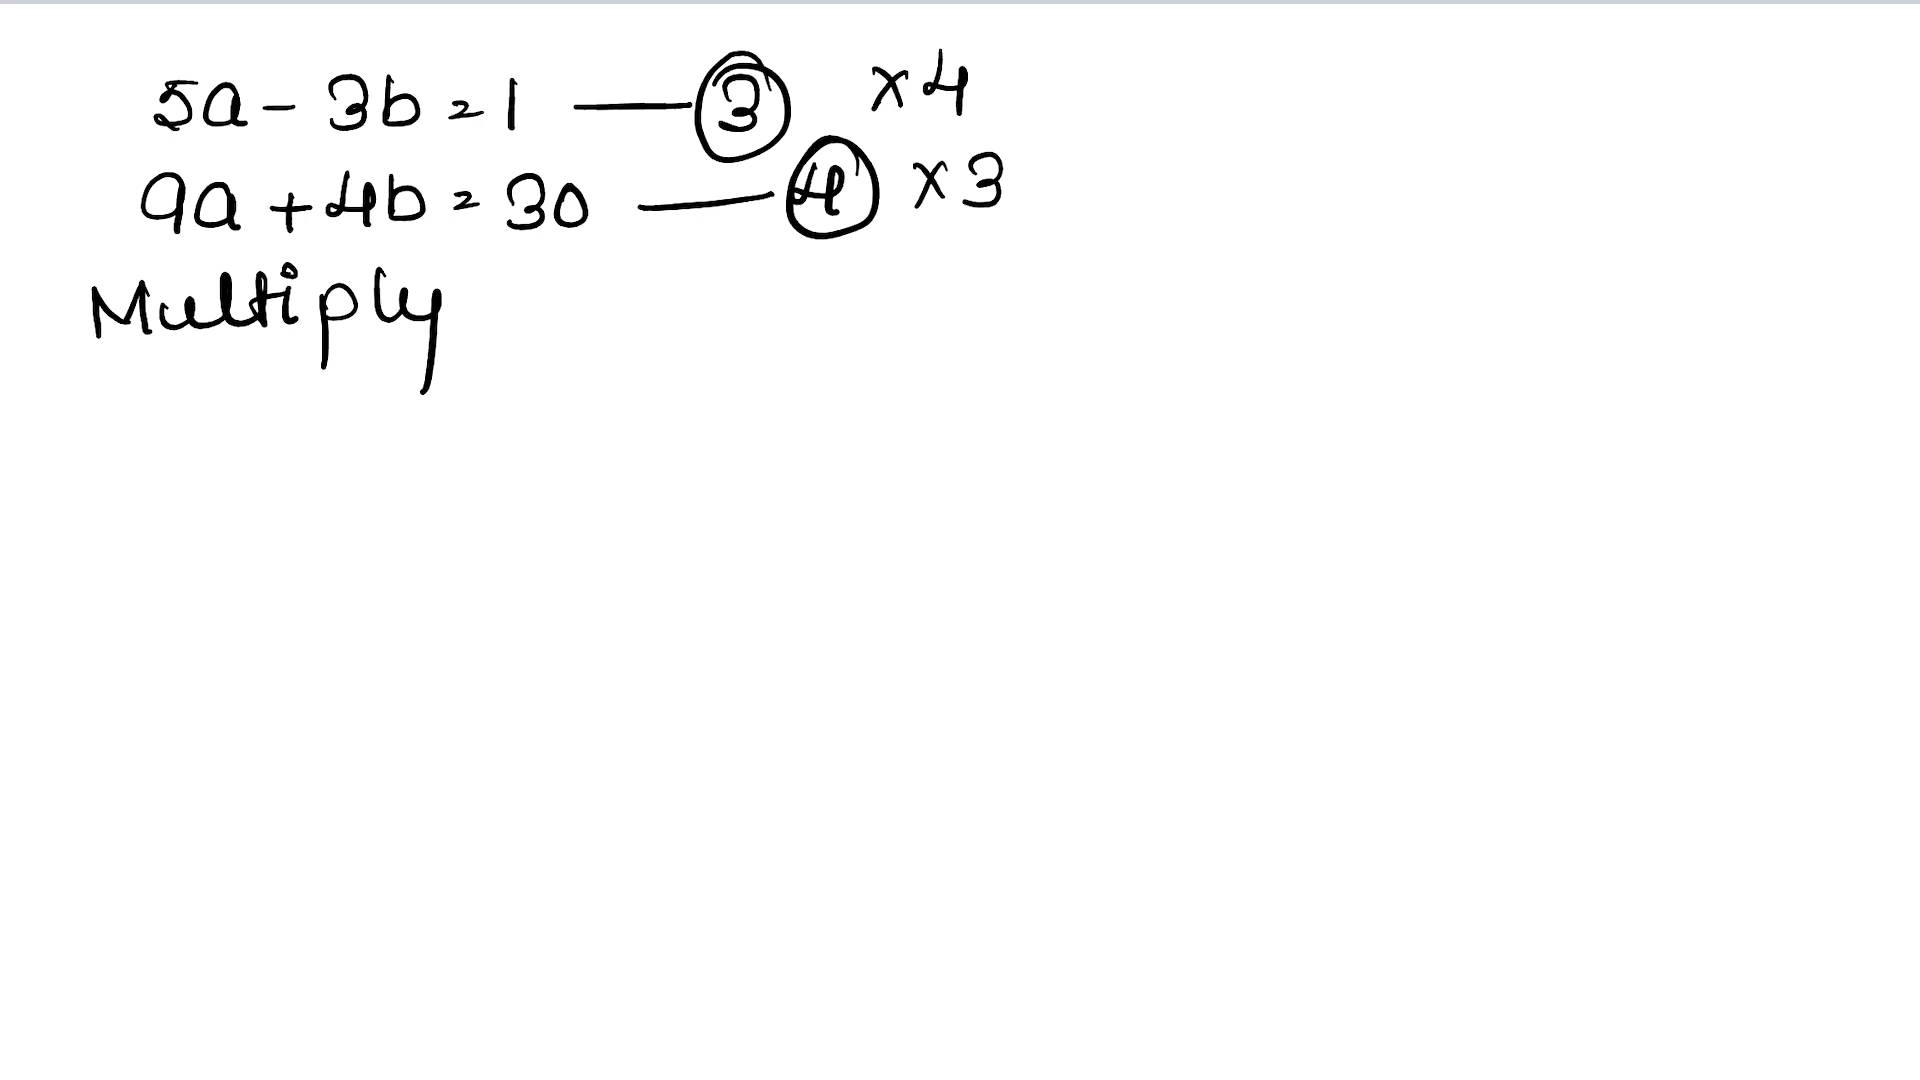 5a - 3b = 1 —— ③ ×4
9a + 4b = 30 —— ④ ×3
Multiply